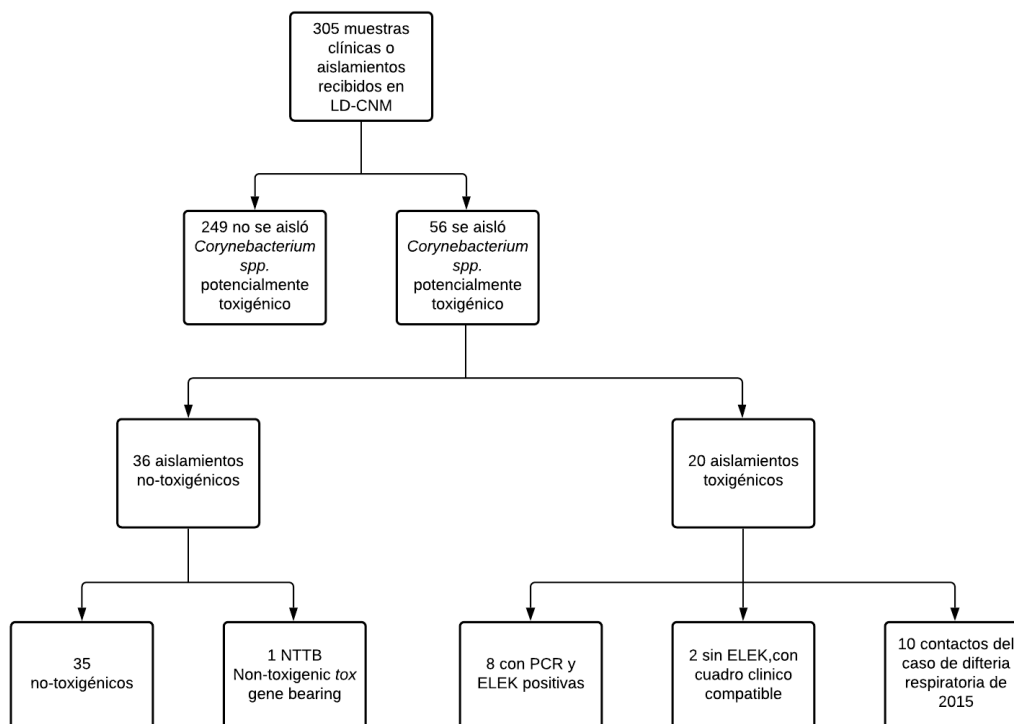 305 muestras
clínicas o
aislamientos
recibidos en
LD-CNM
249 no se aisló
Corynebacterium
spp.
potencialmente
toxigénico
56 se aisló
Corynebacterium
spp.
potencialmente
toxigénico
36 aislamientos
no-toxigénicos
20 aislamientos
toxigénicos
35
no-toxigénicos
1 NTTB
Non-toxigenic tox
gene bearing
8 con PCR y
ELEK positivas
2 sin ELEK,con
cuadro clinico
compatible
10 contactos del
caso de difteria
respiratoria de
2015